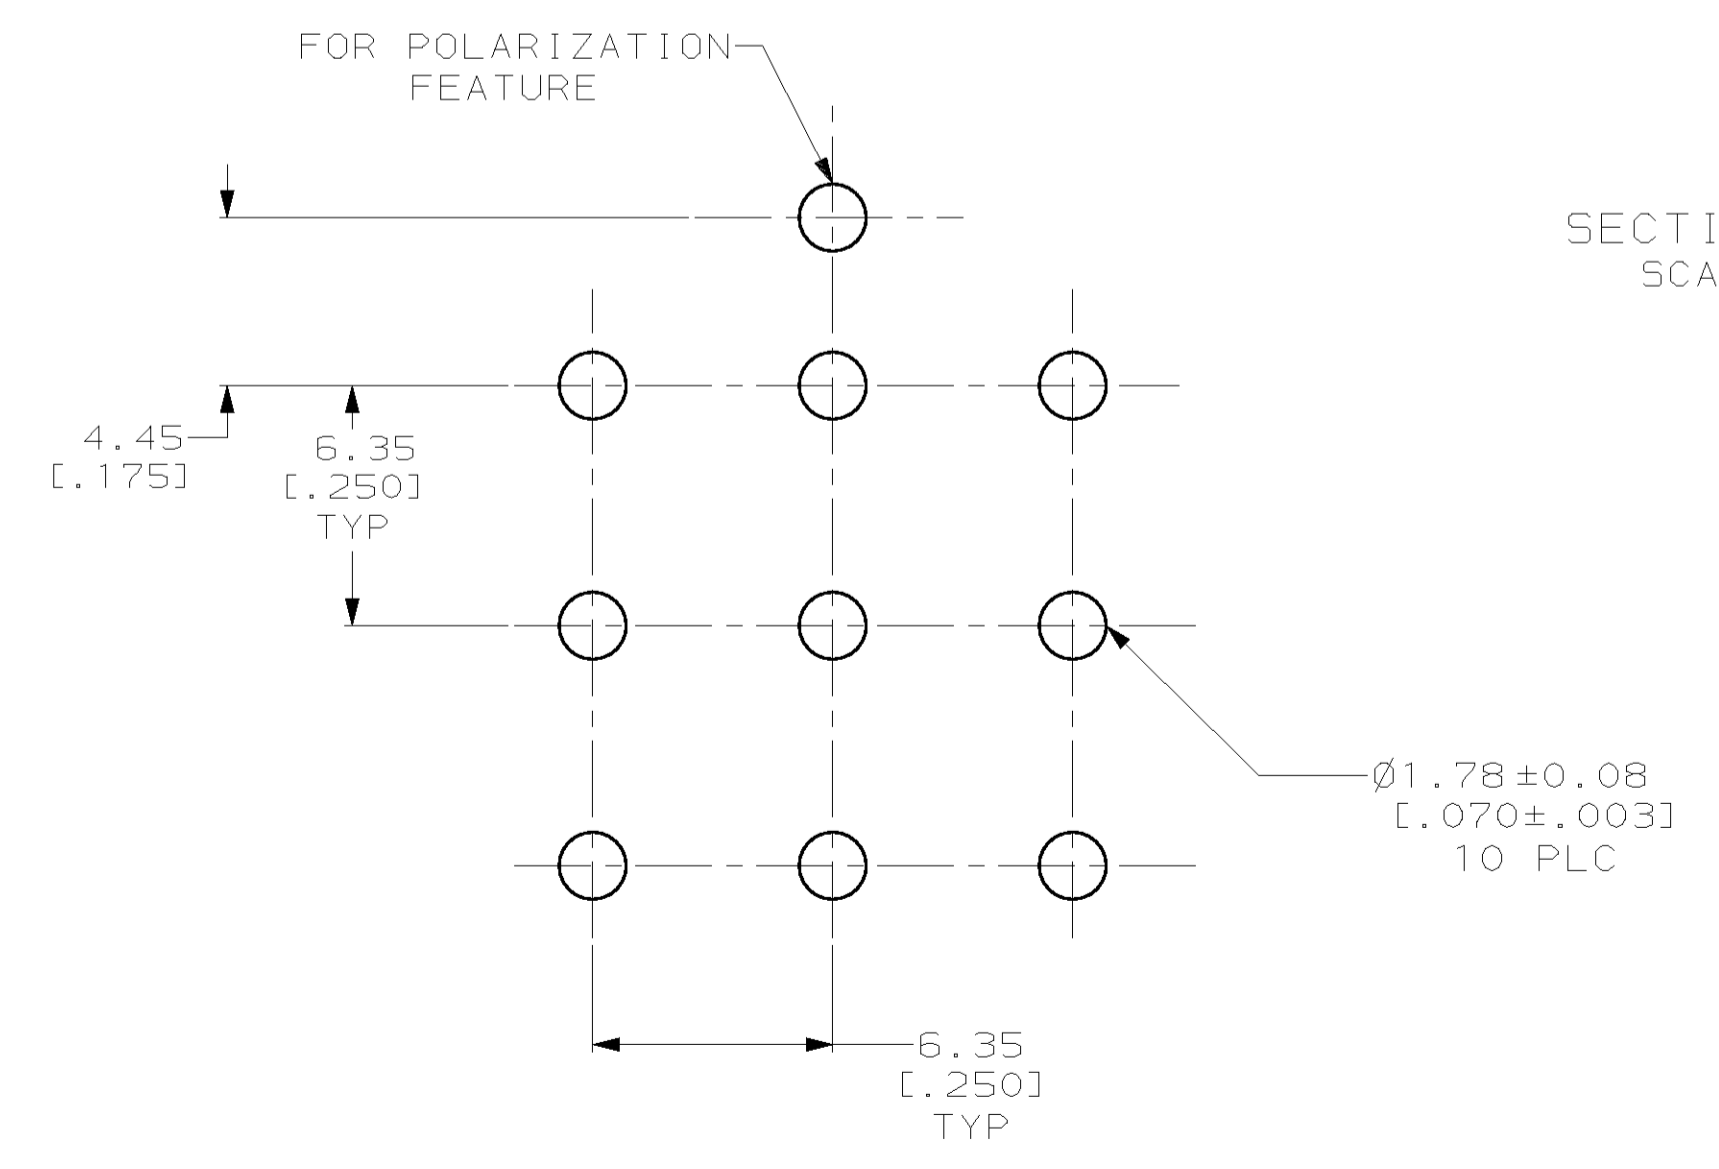 FOR POLARIZATION
FEATURE
SECTI
SCA
4.45
[.175]
6.35
[.250]
TYP
Ø1.78±0.08
[.070±.003]
10 PLC
6.35
[.250]
TYP